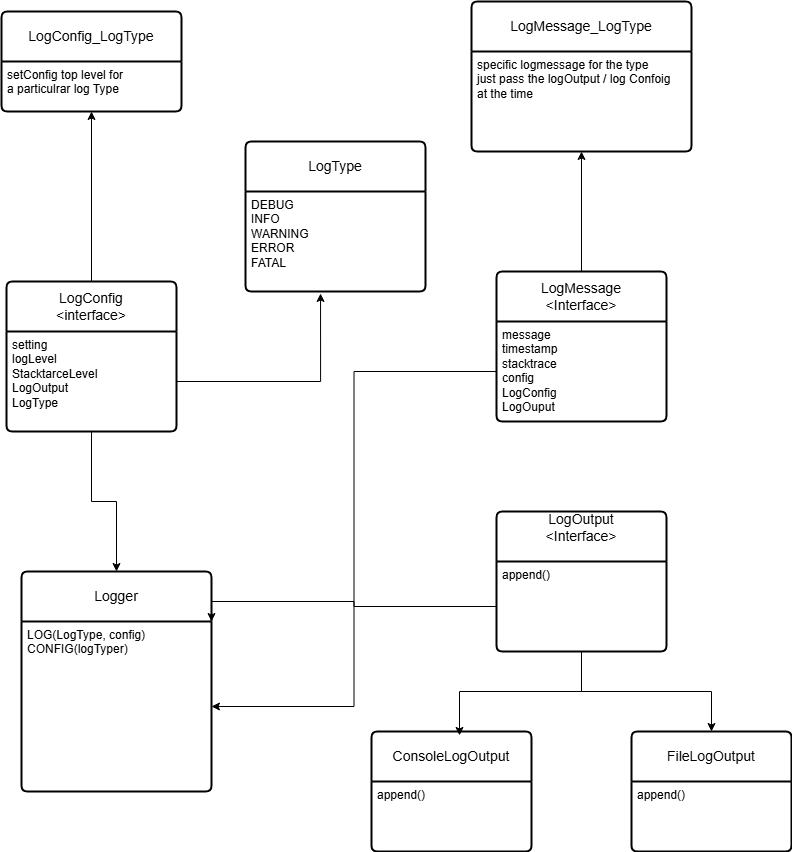 LogConfig_LogType
setConfig top level for
a particulrar log Type
LogMessage_LogType
specific logmessage for the type
just pass the logOutput / log Confoig
at the time
LogType
DEBUG
INFO
WARNING
ERROR
FATAL
LogConfig
<interface>
setting
logLevel
StacktarceLevel
LogOutput
LogType
LogMessage
<Interface>
message
timestamp
stacktrace
config
LogConfig
LogOuput
LogOutput
<Interface>
append()
Logger
LOG(LogType, config)
CONFIG(logTyper)
ConsoleLogOutput
append()
FileLogOutput
append()